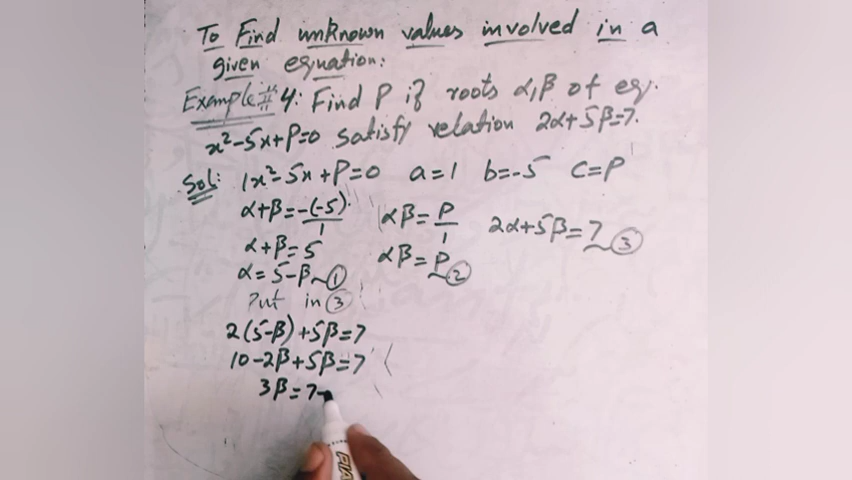 To Find unknown values involved in a
given equation:
Example # 4: Find P if roots α,β of eq.
x²-5x+P=0 satisfy relation 2α+5β=7.
Sol: 1x²-5x+P=0 a=1 b=-5 c=P
α+β=-(-5)/1
α+β=5
α=5-β ①
Put in ③
2(5-β)+5β=7
10-2β+5β=7
3β=7-
αβ=P/1
αβ=P ②
2α+5β=7 ③